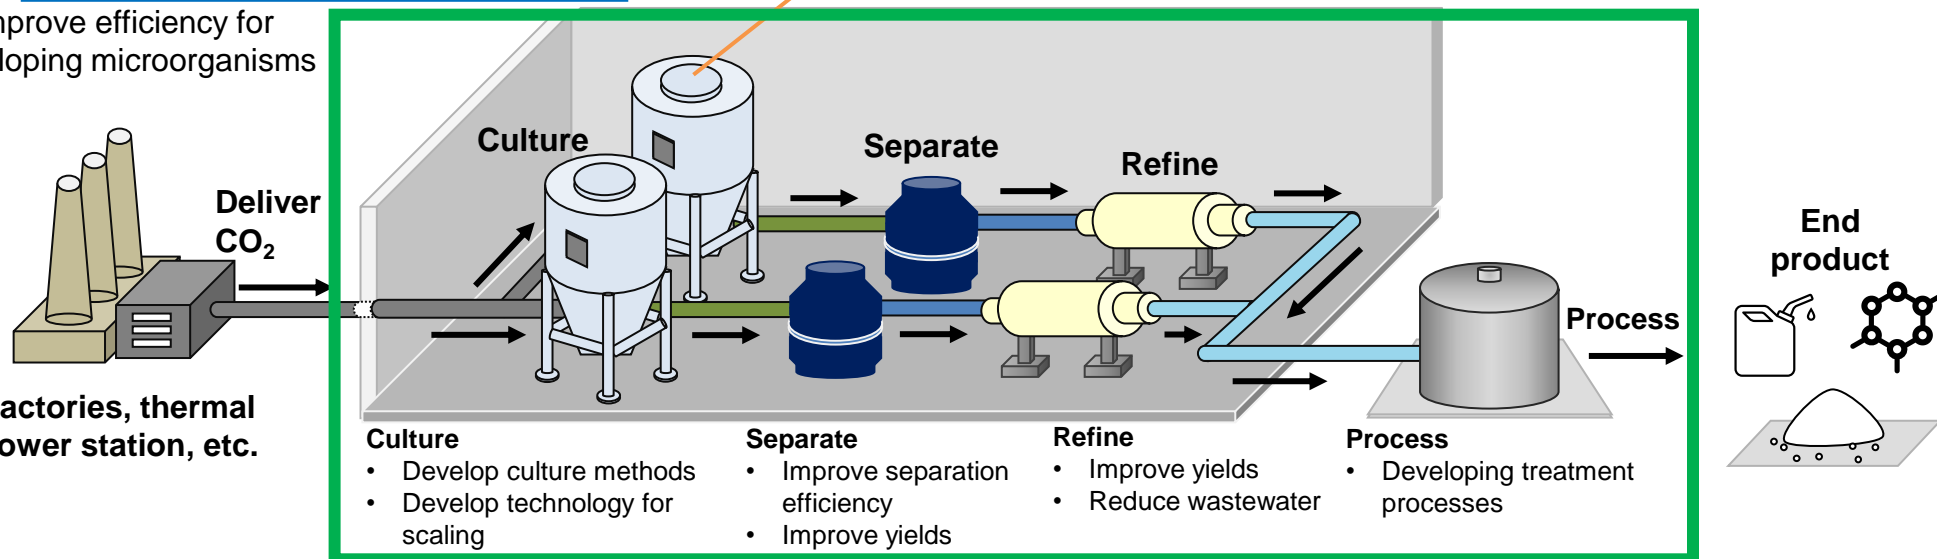 mprove efficiency for
loping microorganisms
Culture
Separate
Refine
Deliver
CO₂
End
product
Process
actories, thermal
ower station, etc.
Culture
• Develop culture methods
• Develop technology for
scaling
Separate
• Improve separation
efficiency
• Improve yields
Refine
• Improve yields
• Reduce wastewater
Process
• Developing treatment
processes